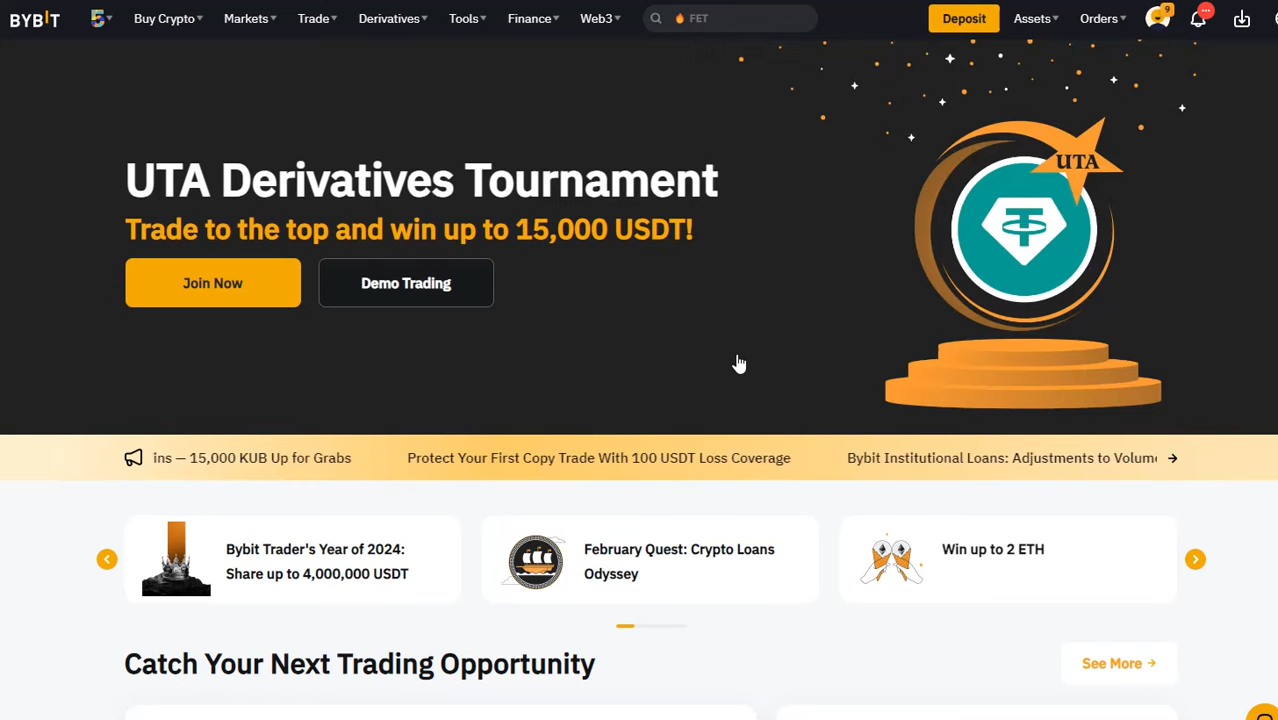 BYBIT
5
Buy Crypto
Markets
Trade
Derivatives
Tools
Finance
Web3
FET
Deposit
Assets
Orders
9
UTA Derivatives Tournament
Trade to the top and win up to 15,000 USDT!
Join Now
Demo Trading
UTA
ins — 15,000 KUB Up for Grabs
Protect Your First Copy Trade With 100 USDT Loss Coverage
Bybit Institutional Loans: Adjustments to Volum
Bybit Trader's Year of 2024:
Share up to 4,000,000 USDT
February Quest: Crypto Loans
Odyssey
Win up to 2 ETH
Catch Your Next Trading Opportunity
See More